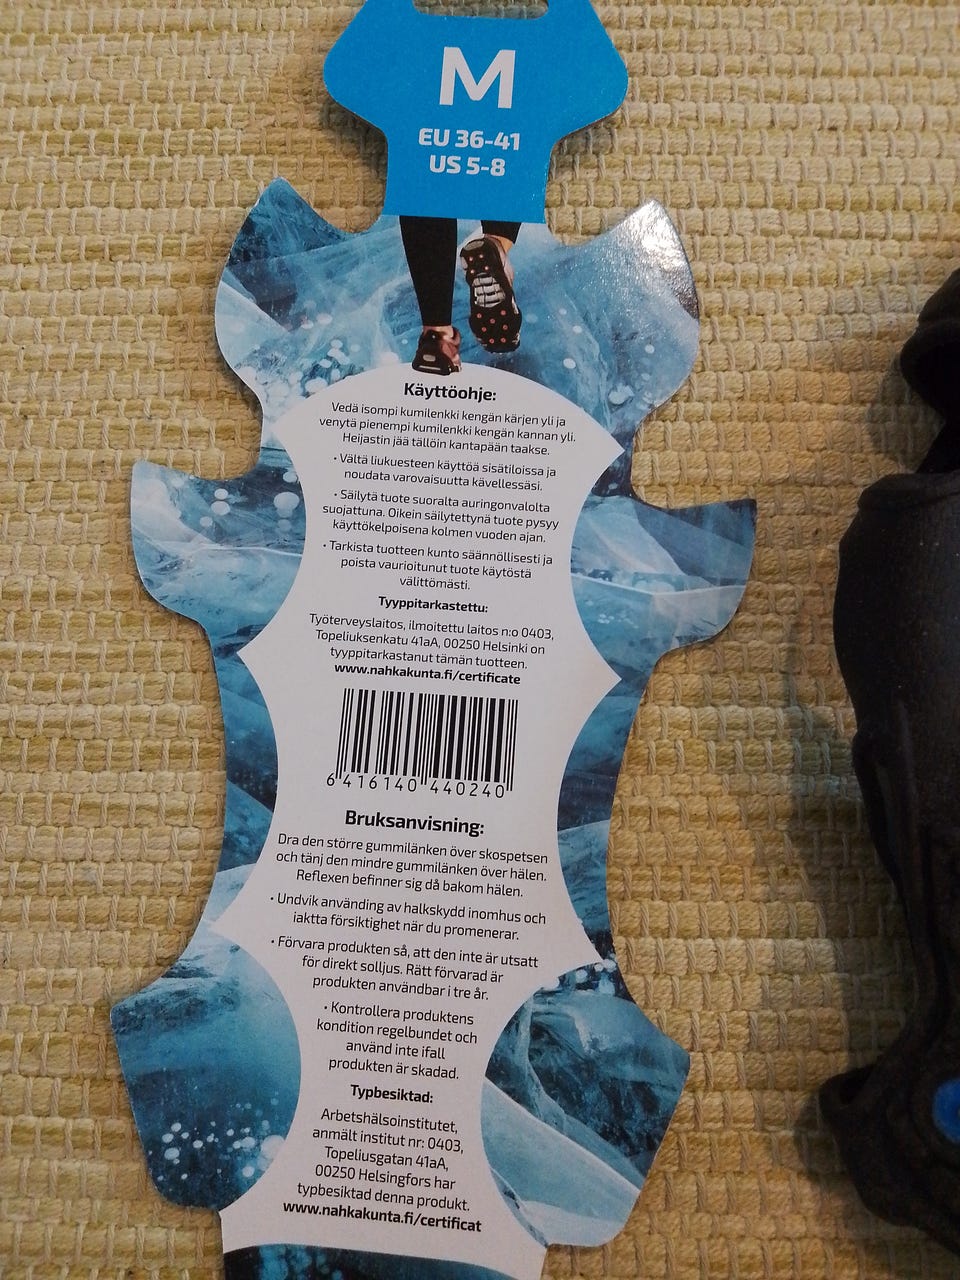 M
EU 36-41
US 5-8
Käyttöohje:
Vedä isompi kumilenkki kengän kärjen yli ja
venytä pienempi kumilenkki kengän kannan yli.
Heijastin jää tällöin kantapään taakse.
• Vältä liukuesteen käyttöä sisätiloissa ja
noudata varovaisuutta kävellessäsi.
• Säilytä tuote suoralta auringonvalolta
suojattuna. Oikein säilytettynä tuote pysyy
käyttökelpoisena kolmen vuoden ajan.
• Tarkista tuotteen kunto säännöllisesti ja
poista vaurioitunut tuote käytöstä
välittömästi.
Tyyppitarkastettu:
Työterveyslaitos, ilmoitettu laitos n:o 0403,
Topeliuksenkatu 41aA, 00250 Helsinki on
tyyppitarkastanut tämän tuotteen.
www.nahkakunta.fi/certificate
6 416140 440240
Bruksanvisning:
Dra den större gummilänken över skospetsen
och tänj den mindre gummilänken över hälen.
Reflexen befinner sig då bakom hälen.
• Undvik använding av halkskydd inomhus och
iaktta försiktighet när du promenerar.
• Förvara produkten så, att den inte är utsatt
för direkt solljus. Rätt förvarad är
produkten användbar i tre år.
• Kontrollera produktens
kondition regelbundet och
använd inte ifall
produkten är skadad.
Typbesiktad:
Arbetshälsoinstitutet,
anmält institut nr: 0403,
Topeliusgatan 41aA,
00250 Helsingfors har
typbesiktad denna produkt.
www.nahkakunta.fi/certificat